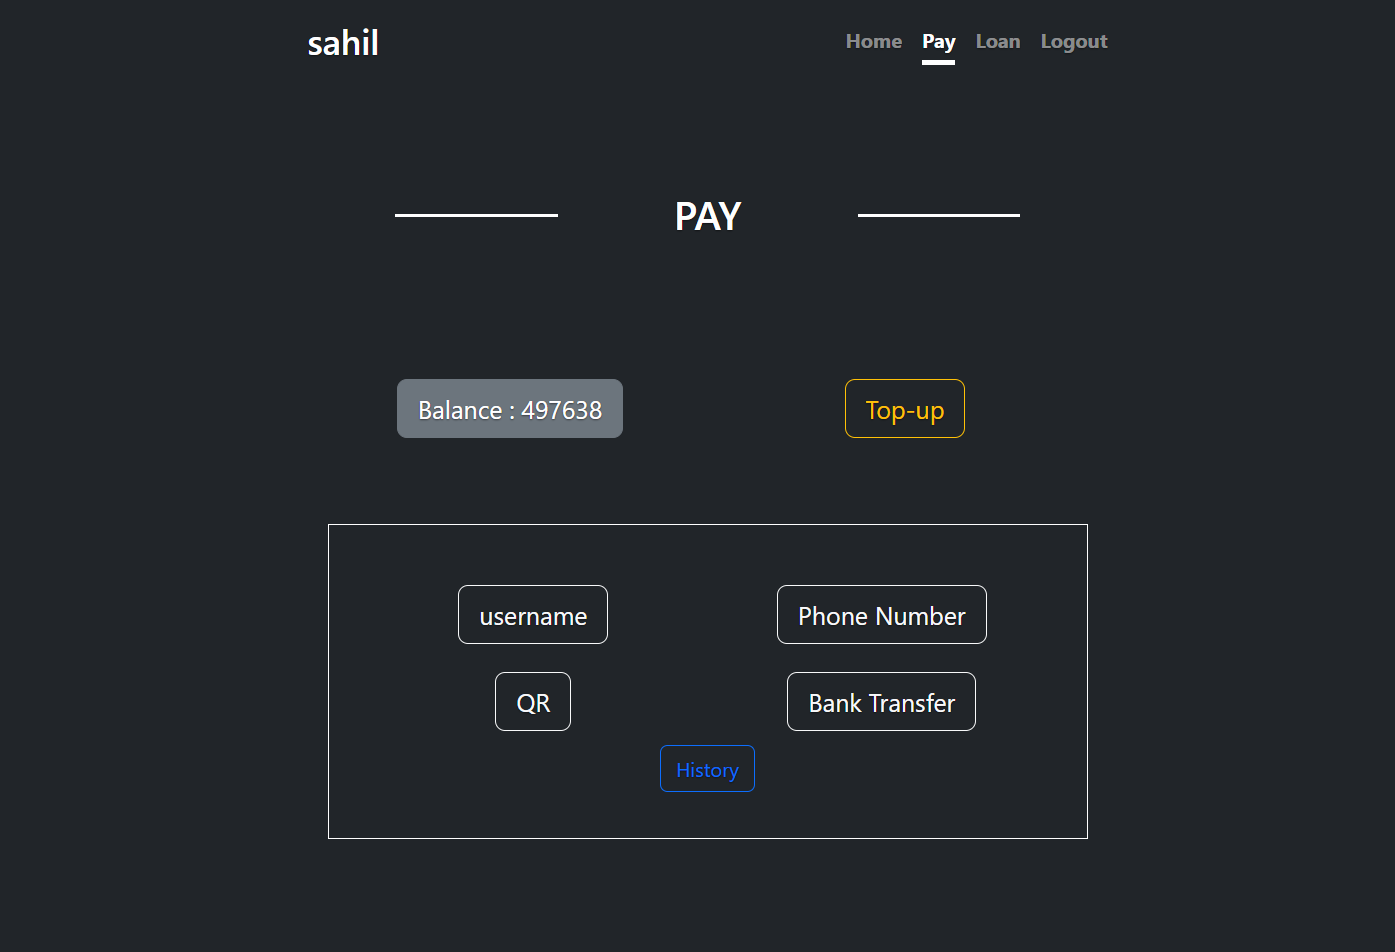 sahil
Home Pay Loan Logout
PAY
Balance : 497638
Top-up
username
Phone Number
QR
Bank Transfer
History